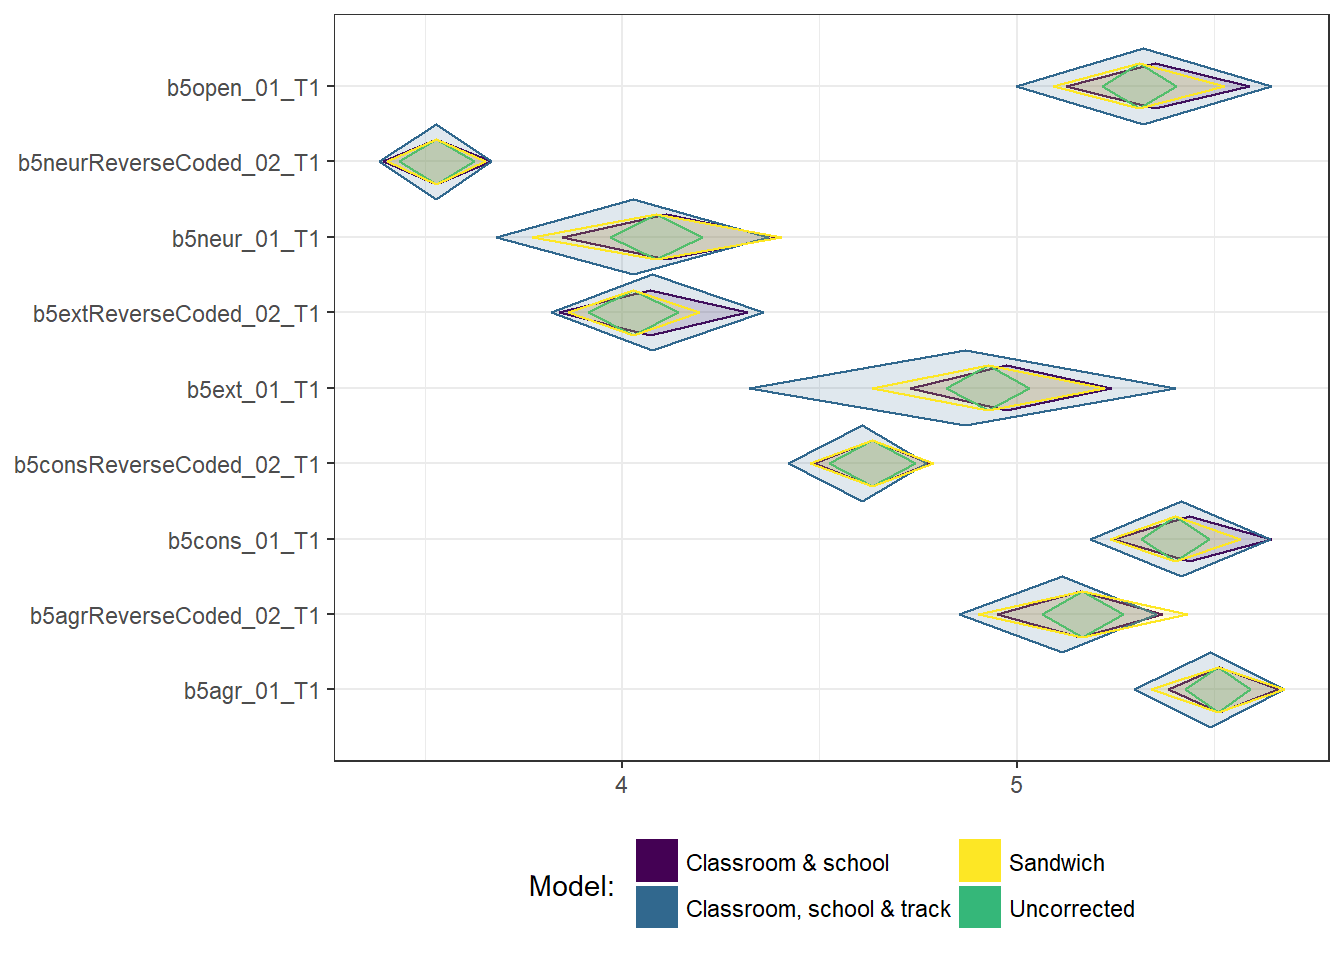 b5open_01_T1
b5neurReverseCoded_02_T1
b5neur_01_T1
b5extReverseCoded_02_T1
b5ext_01_T1
b5consReverseCoded_02_T1
b5cons_01_T1
b5agrReverseCoded_02_T1
b5agr_01_T1
4 5
Model:
Classroom & school Sandwich
Classroom, school & track Uncorrected